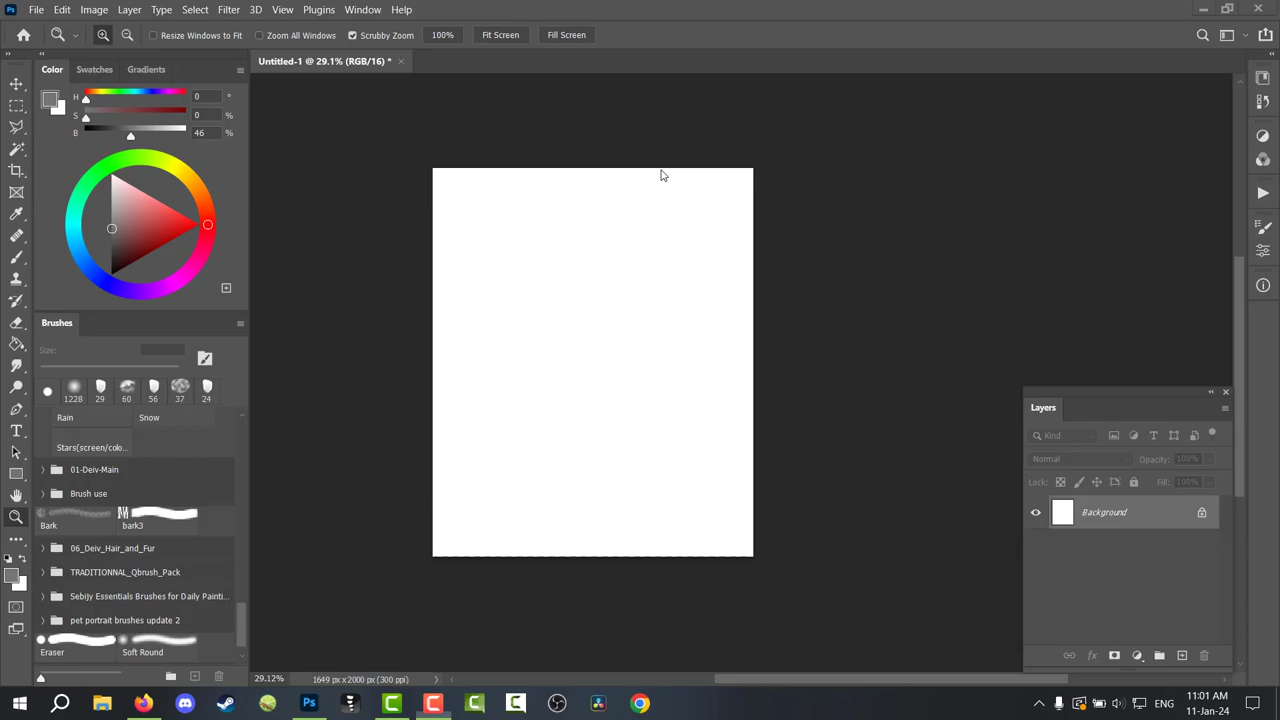 Ps File Edit Image Layer Type Select Filter 3D View Plugins Window Help
Resize Windows to Fit Zoom All Windows Scrubby Zoom 100% Fit Screen Fill Screen
Untitled-1 @ 29.1% (RGB/16) *
Color Swatches Gradients
H 0 °
S 0 %
B 46 %
Brushes
Size:
1228 29 60 56 37 24
Rain Snow
Stars(screen/colo...
01-Deiv-Main
Brush use
Bark bark3
06_Deiv_Hair_and_Fur
TRADITIONNAL_Qbrush_Pack
Sebijy Essentials Brushes for Daily Painti...
pet portrait brushes update 2
Eraser Soft Round
Layers
Kind
Normal Opacity: 100%
Lock: Fill: 100%
Background
29.12% 1649 px x 2000 px (300 ppi)
Ps
11:01 AM
11-Jan-24